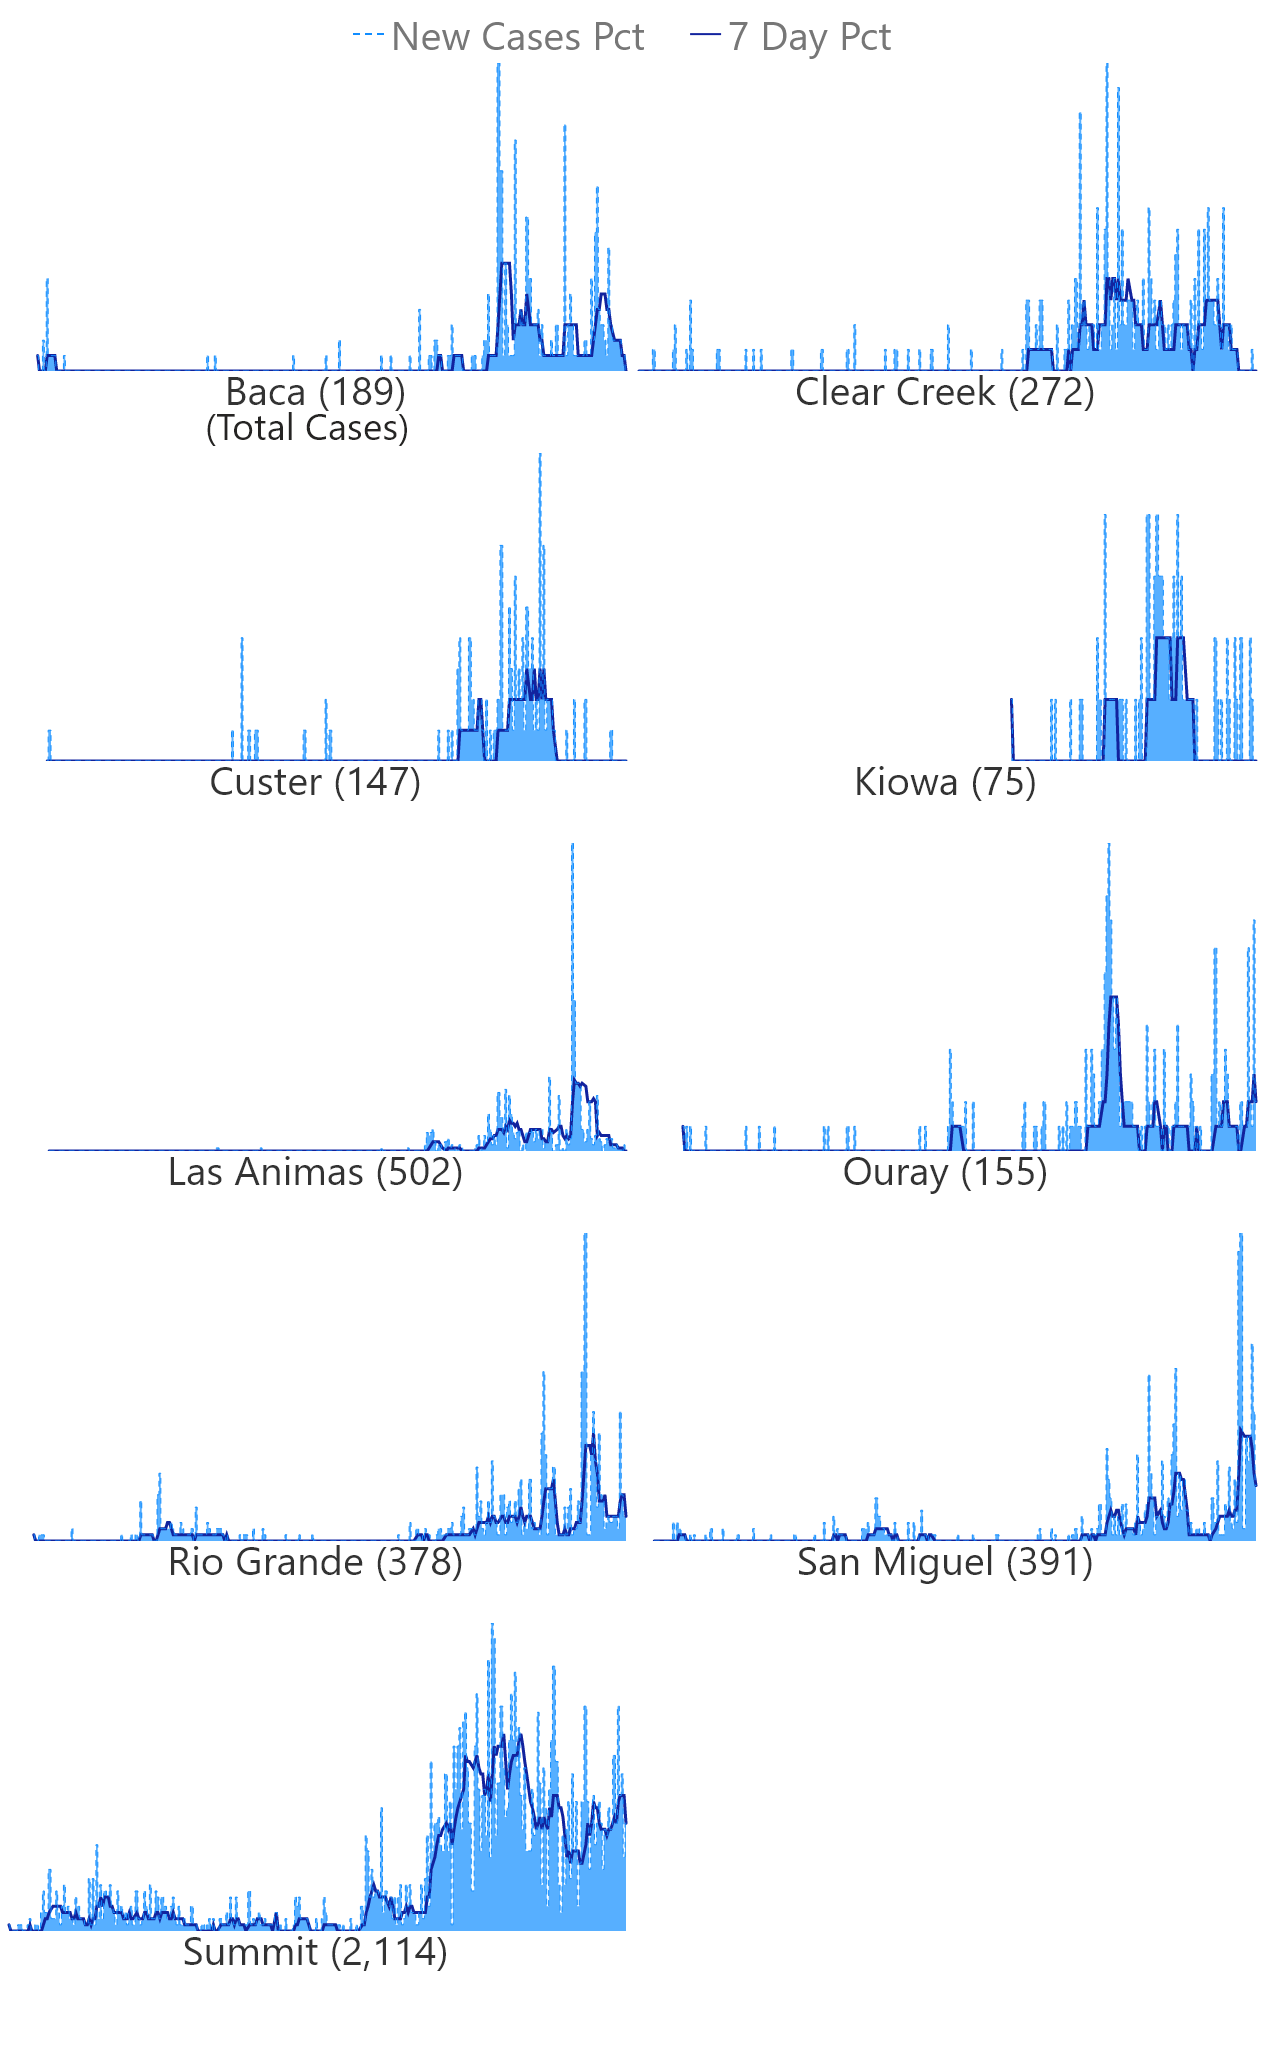 New Cases Pct 7 Day Pct
Baca (189)
(Total Cases)
Clear Creek (272)
Custer (147)
Kiowa (75)
Las Animas (502)
Ouray (155)
Rio Grande (378)
San Miguel (391)
Summit (2,114)